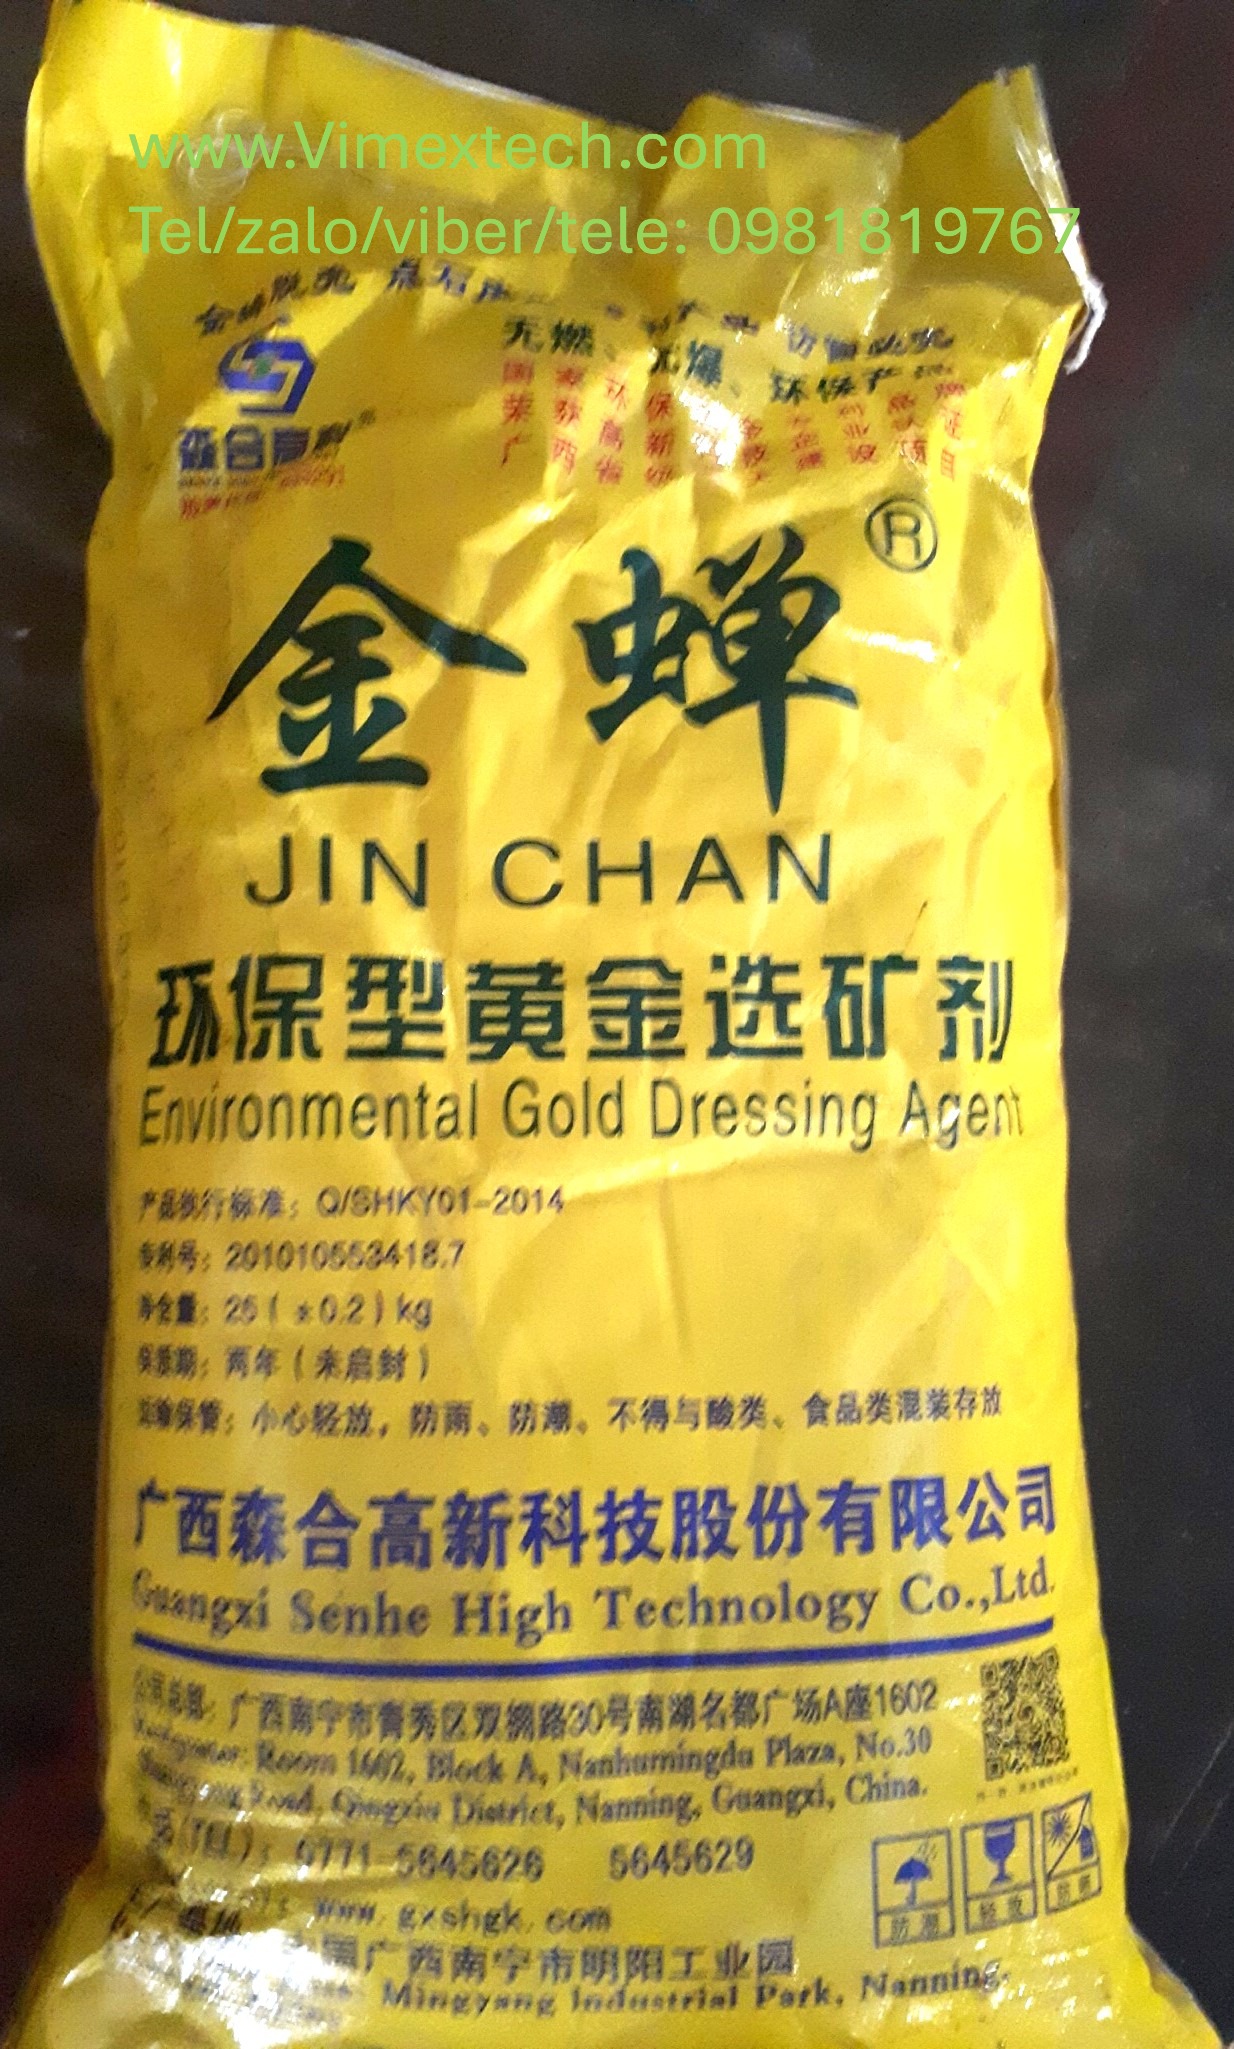 www.Vimextech.com
Tel/zalo/viber/tele: 0981819767
无燃、无爆、环保产品
森合高科®
金蝉®
JIN CHAN
环保型黄金选矿剂
Environmental Gold Dressing Agent
产品执行标准：Q/SHKY01-2014
专利号：201010553418.7
净含量：25（±0.2）kg
保质期：两年（未启封）
运输保管：小心轻放，防雨、防潮、不得与酸类、食品类混装存放
广西森合高新科技股份有限公司
Guangxi Senhe High Technology Co.,Ltd.
公司总部：广西南宁市青秀区双拥路30号南湖名都广场A座1602
Room 1602, Block A, Nanhumingdu Plaza, No.30
Road, Qingxiu District, Nanning, Guangxi, China.
(TEL)：0771-5645626 5645629
www.gxshgk.com
防潮 轻放 防晒
中国广西南宁市明阳工业园
Mingyang Industrial Park, Nanning,